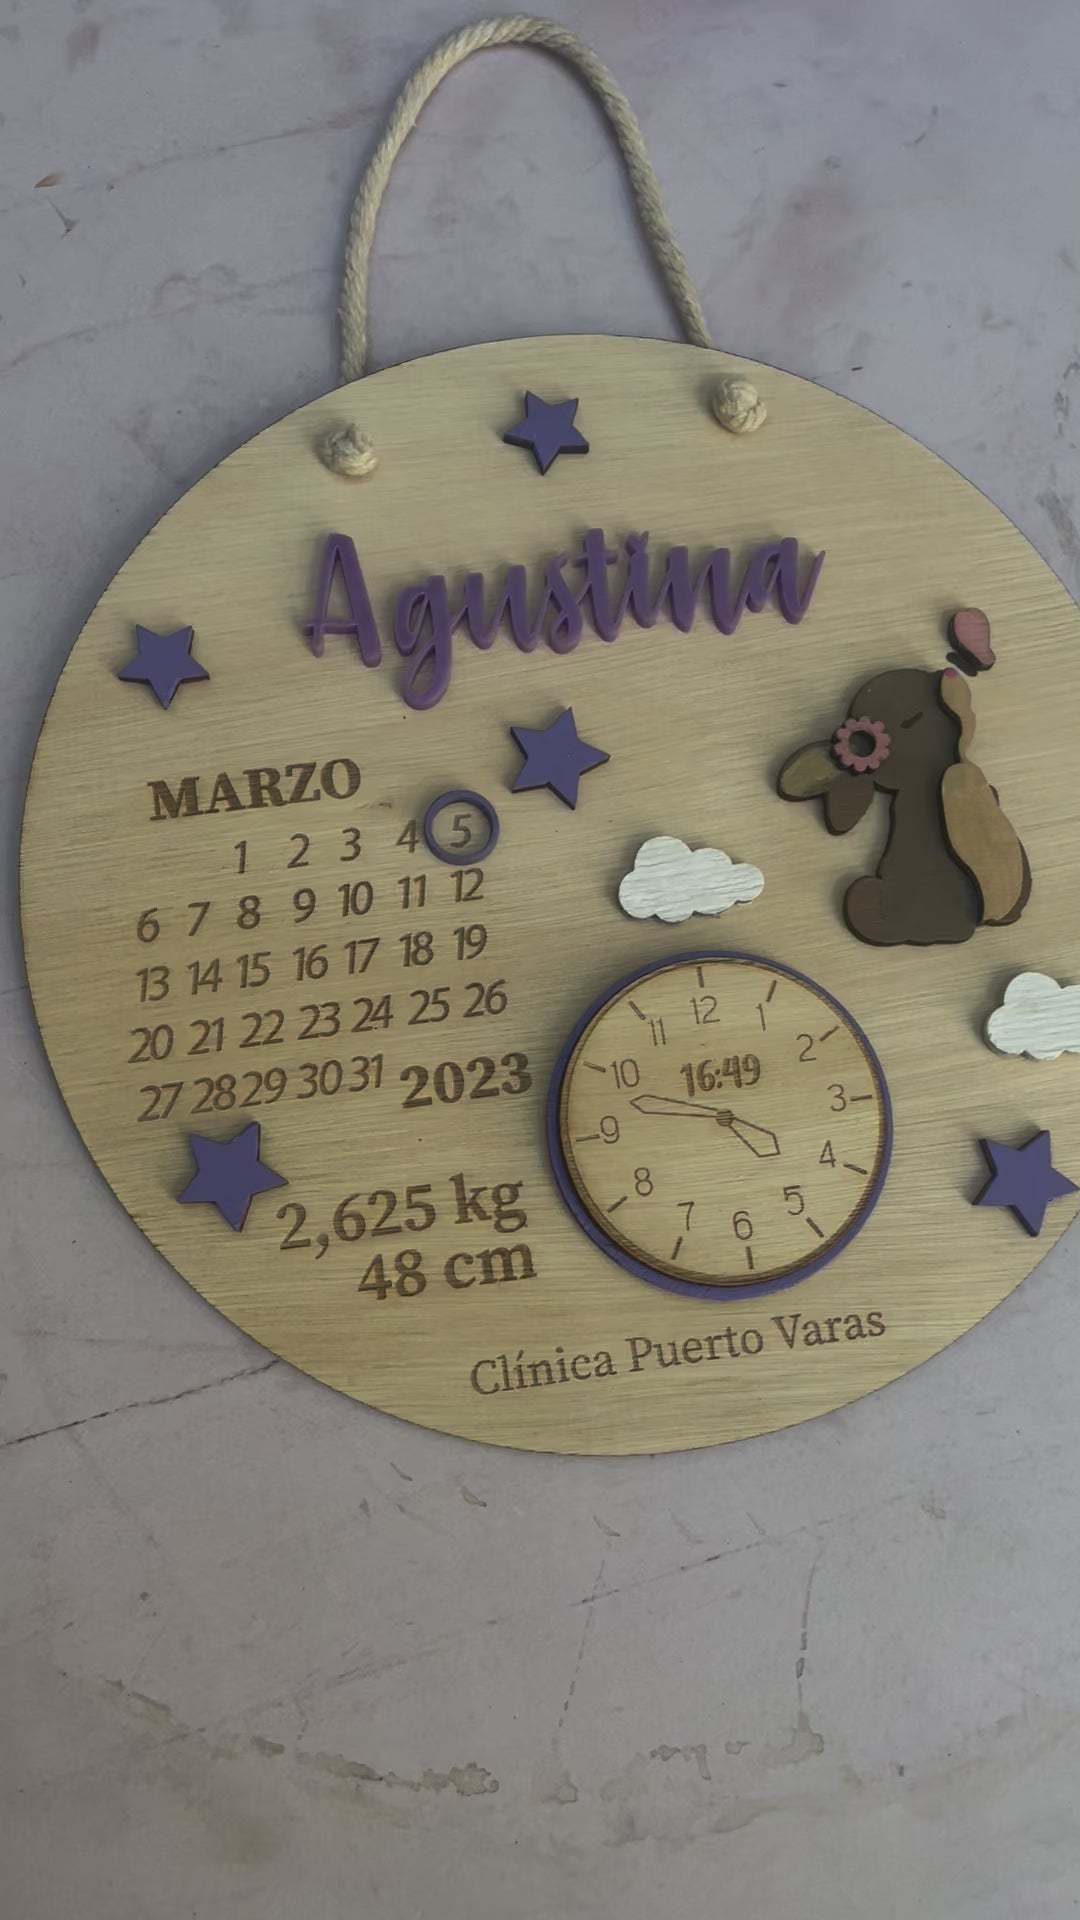 Agustina
MARZO
1 2 3 4 5
6 7 8 9 10 11 12
13 14 15 16 17 18 19
20 21 22 23 24 25 26
27 28 29 30 31 2023
12 1 2 3 4 5 6 7 8 9 10 11
16:49
2,625 kg
48 cm
Clínica Puerto Varas